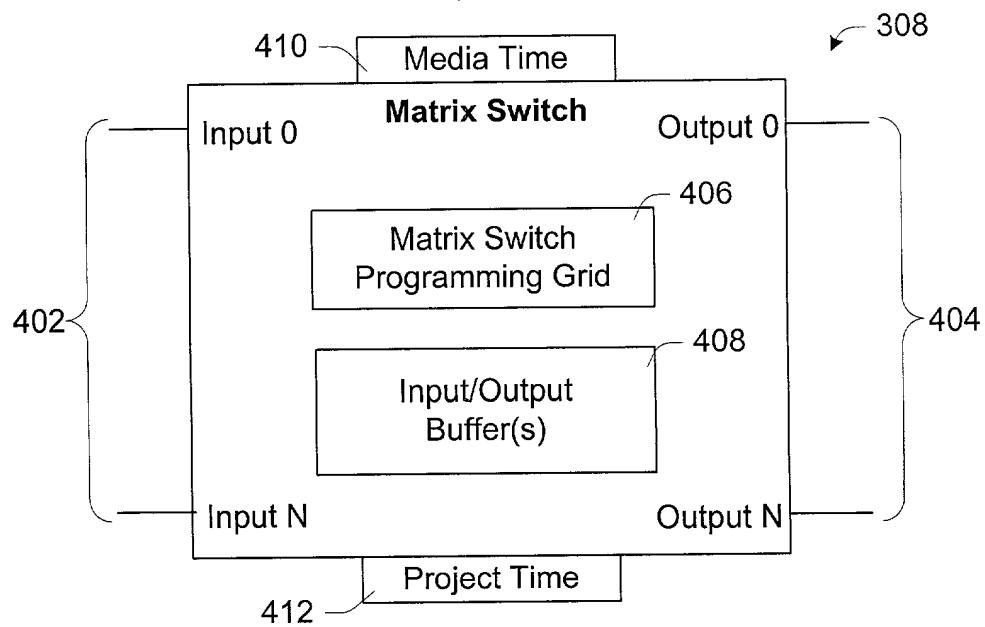 308
410
Media Time
Matrix Switch
Input 0
Output 0
406
Matrix Switch
Programming Grid
402
404
408
Input/Output
Buffer(s)
Input N
Output N
Project Time
412